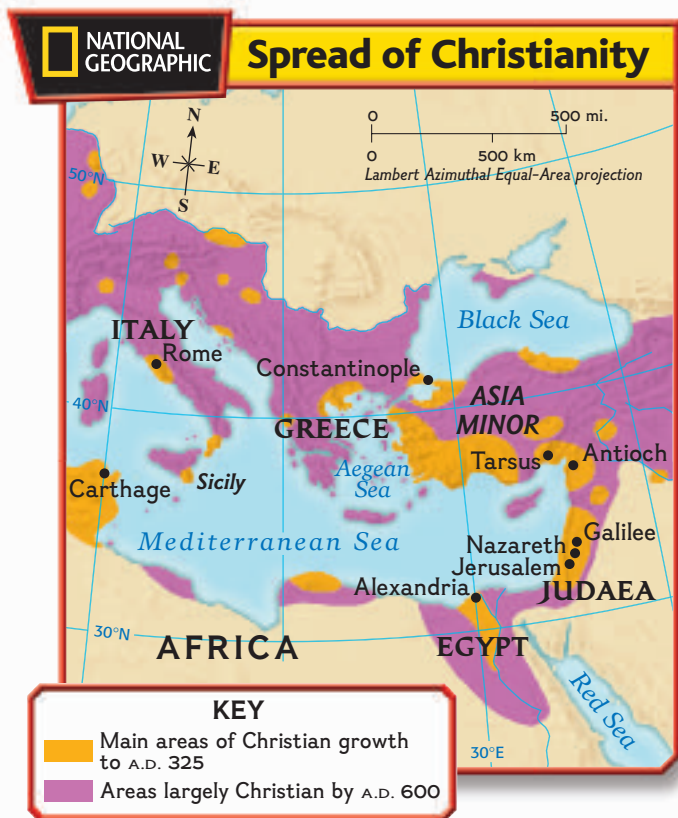 NATIONAL
GEOGRAPHIC
Spread of Christianity
N
W E
S
0 500 mi.
0 500 km
Lambert Azimuthal Equal-Area projection
50°N
Black Sea
ITALY
Rome
Constantinople
40°N
ASIA
MINOR
GREECE
Tarsus
Antioch
Aegean
Sea
Sicily
Carthage
Mediterranean Sea
Galilee
Nazareth
Jerusalem
JUDAEA
Alexandria
30°N
AFRICA
EGYPT
Red Sea
30°E
KEY
Main areas of Christian growth
to A.D. 325
Areas largely Christian by A.D. 600